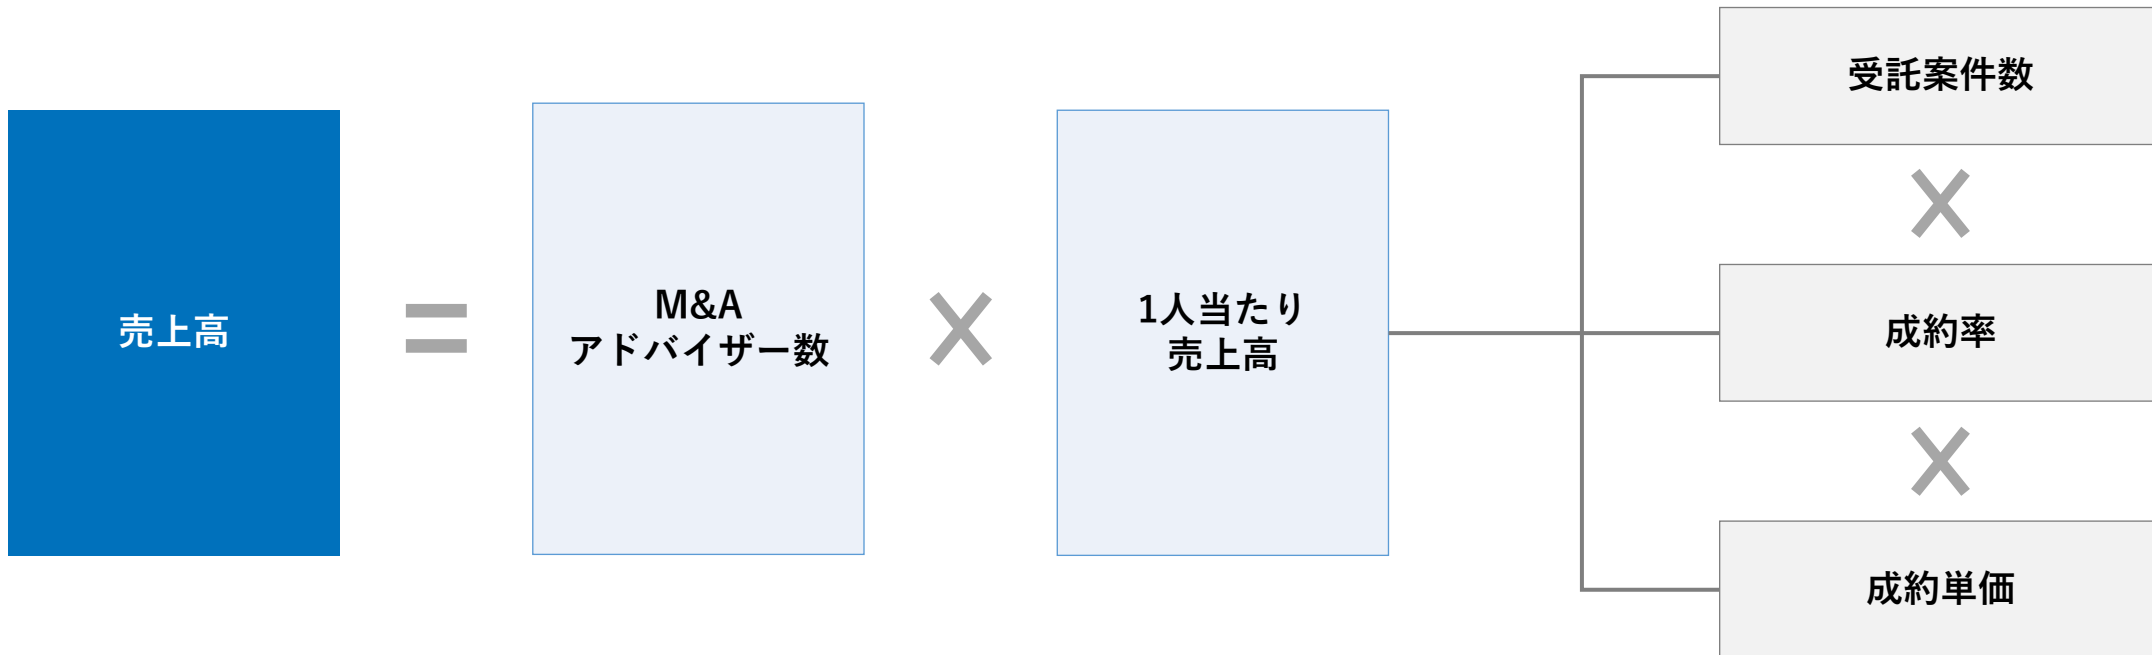 売上高
=
M&A
アドバイザー数
×
1人当たり
売上高
受託案件数
×
成約率
×
成約単価